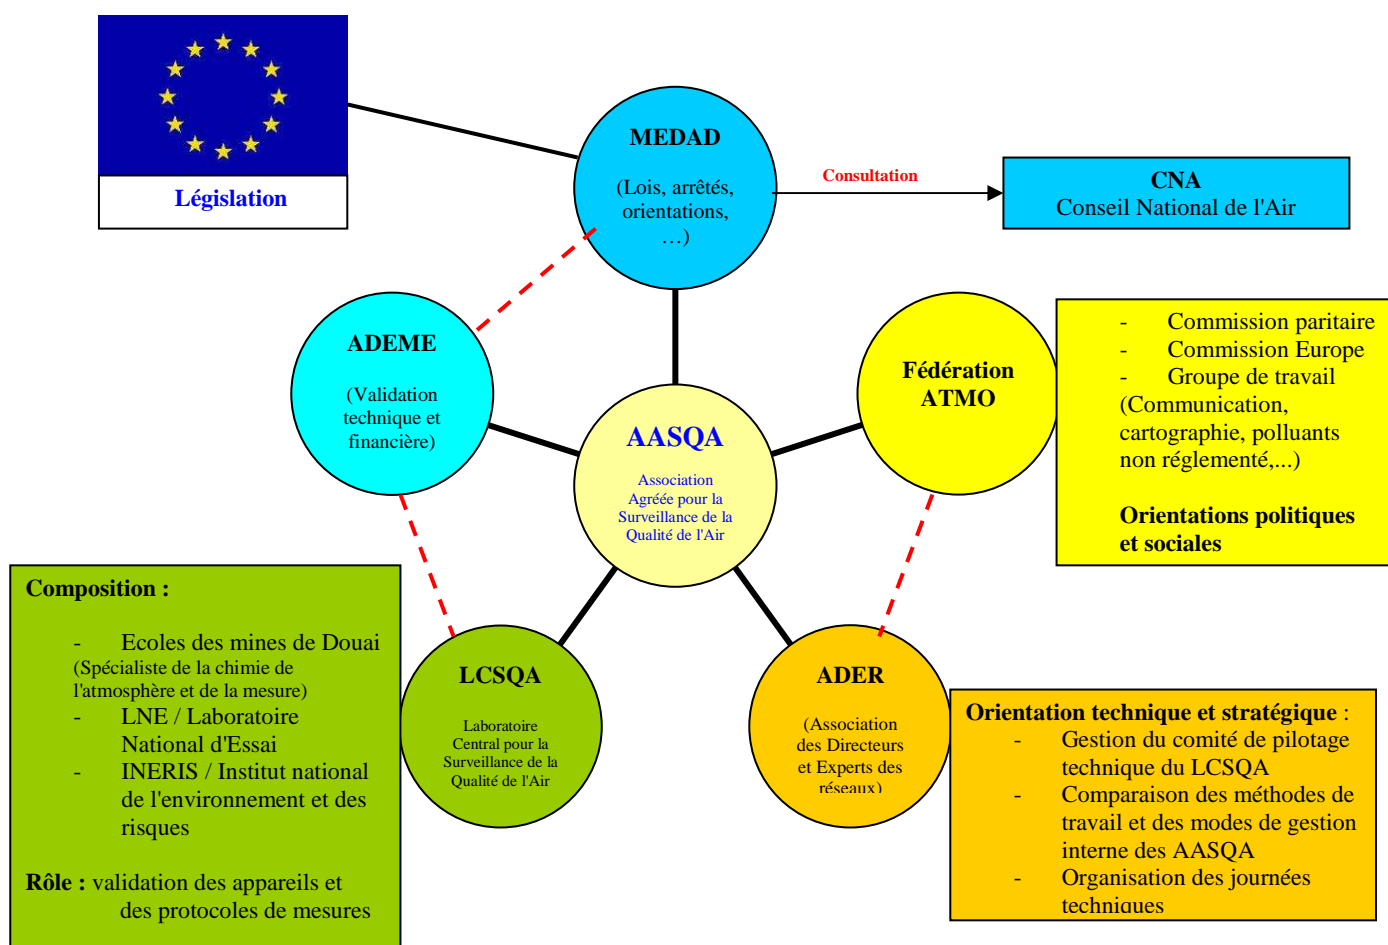 Législation
MEDAD
(Lois, arrêtés,
orientations,
…)
Consultation
CNA
Conseil National de l'Air
ADEME
(Validation
technique et
financière)
Fédération
ATMO
- Commission paritaire
- Commission Europe
- Groupe de travail
(Communication,
cartographie, polluants
non réglementé,...)
Orientations politiques
et sociales
AASQA
Association
Agréée pour la
Surveillance de la
Qualité de l'Air
Composition :
- Ecoles des mines de Douai
(Spécialiste de la chimie de
l'atmosphère et de la mesure)
- LNE / Laboratoire
National d'Essai
- INERIS / Institut national
de l'environnement et des
risques
Rôle : validation des appareils et
des protocoles de mesures
LCSQA
Laboratoire
Central pour la
Surveillance de la
Qualité de l'Air
ADER
(Association
des Directeurs
et Experts des
réseaux)
Orientation technique et stratégique :
- Gestion du comité de pilotage
technique du LCSQA
- Comparaison des méthodes de
travail et des modes de gestion
interne des AASQA
- Organisation des journées
techniques